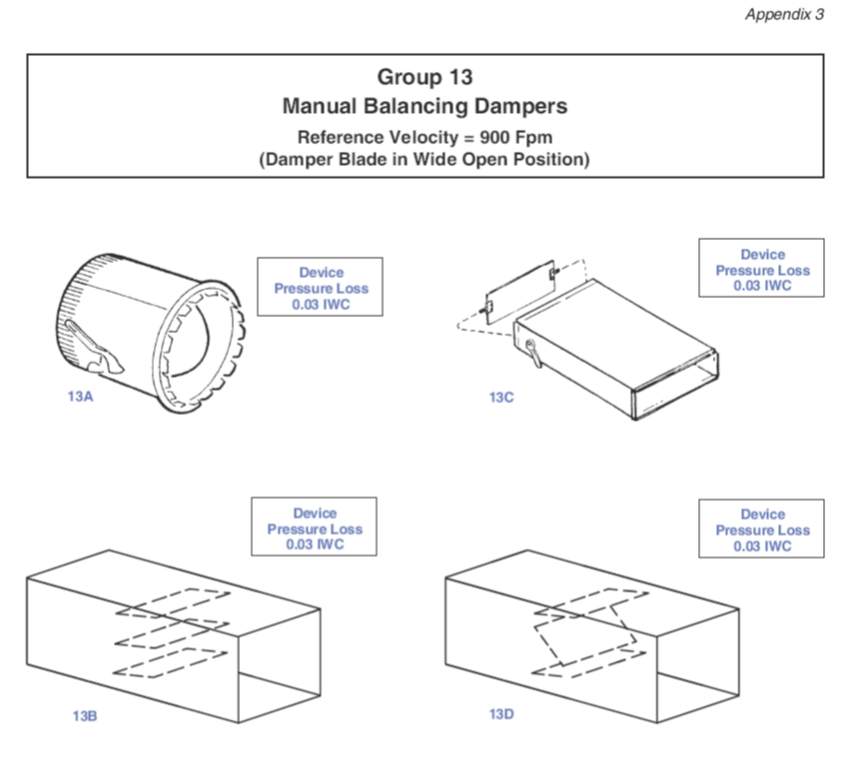 Appendix 3
Group 13
Manual Balancing Dampers
Reference Velocity = 900 Fpm
(Damper Blade in Wide Open Position)
Device
Pressure Loss
0.03 IWC
13A
Device
Pressure Loss
0.03 IWC
13C
Device
Pressure Loss
0.03 IWC
13B
Device
Pressure Loss
0.03 IWC
13D